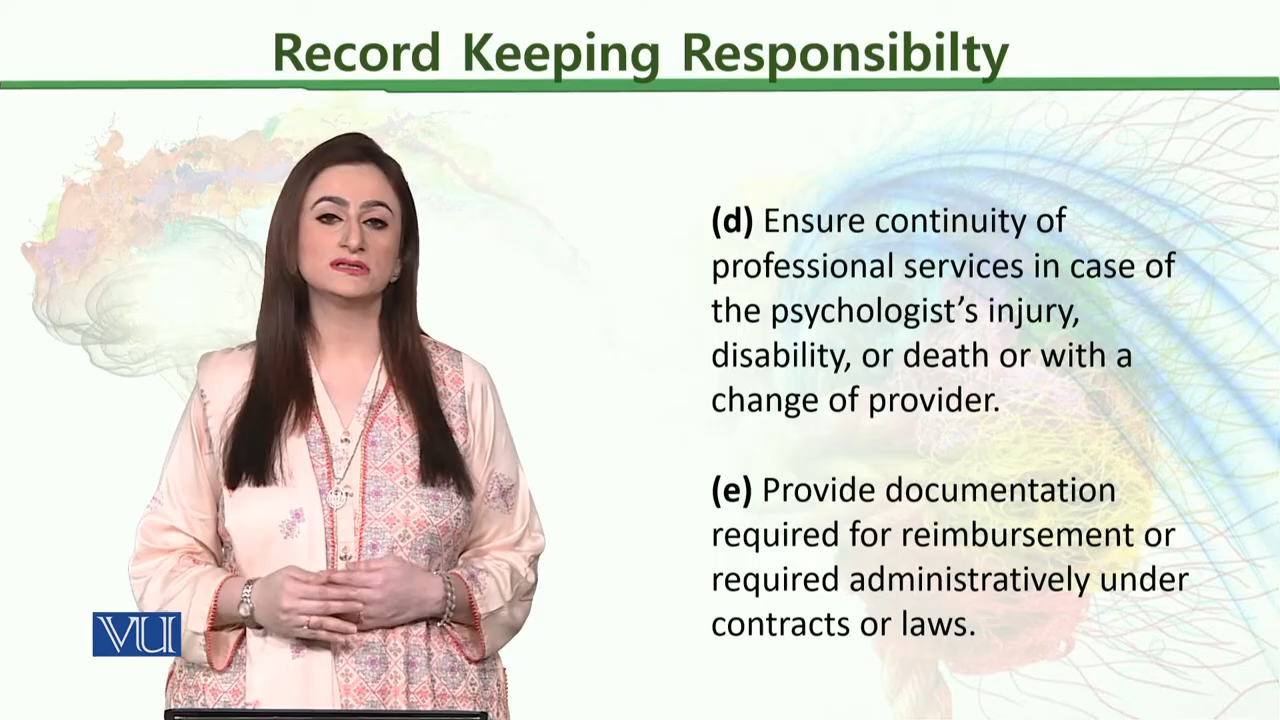 Record Keeping Responsibilty
(d) Ensure continuity of
professional services in case of
the psychologist’s injury,
disability, or death or with a
change of provider.
(e) Provide documentation
required for reimbursement or
required administratively under
contracts or laws.
VU